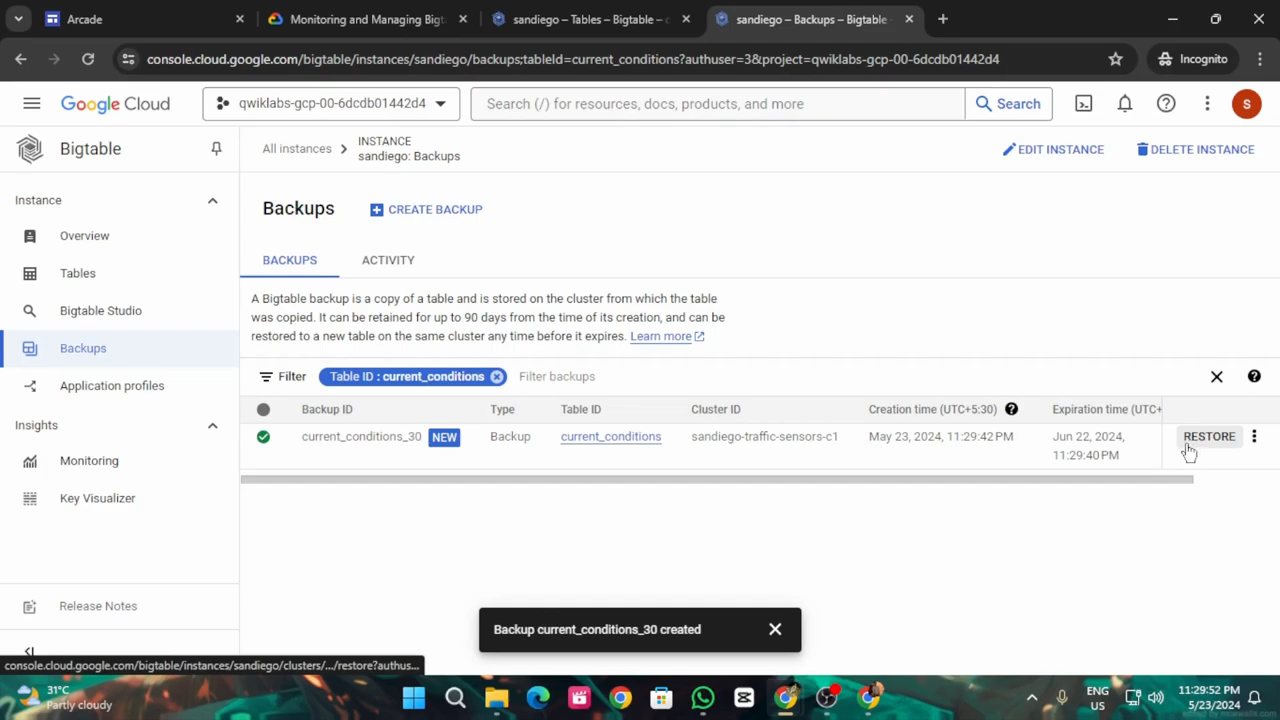 Arcade
Monitoring and Managing Bigt
sandiego – Tables – Bigtable – c
sandiego – Backups – Bigtable
console.cloud.google.com/bigtable/instances/sandiego/backups;tableId=current_conditions?authuser=3&project=qwiklabs-gcp-00-6dcdb01442d4
Incognito
Google Cloud
qwiklabs-gcp-00-6dcdb01442d4
Search (/) for resources, docs, products, and more
Search
S
Bigtable
All instances
INSTANCE
sandiego: Backups
EDIT INSTANCE
DELETE INSTANCE
Instance
Overview
Tables
Bigtable Studio
Backups
Application profiles
Insights
Monitoring
Key Visualizer
Release Notes
Backups
CREATE BACKUP
BACKUPS
ACTIVITY
A Bigtable backup is a copy of a table and is stored on the cluster from which the table
was copied. It can be retained for up to 90 days from the time of its creation, and can be
restored to a new table on the same cluster any time before it expires. Learn more
Filter
Table ID : current_conditions
Filter backups
Backup ID
Type
Table ID
Cluster ID
Creation time (UTC+5:30)
Expiration time (UTC+
current_conditions_30 NEW
Backup
current_conditions
sandiego-traffic-sensors-c1
May 23, 2024, 11:29:42 PM
Jun 22, 2024,
11:29:40 PM
RESTORE
Backup current_conditions_30 created
console.cloud.google.com/bigtable/instances/sandiego/clusters/.../restore?authus...
31°C
Partly cloudy
ENG
US
11:29:52 PM
5/23/2024